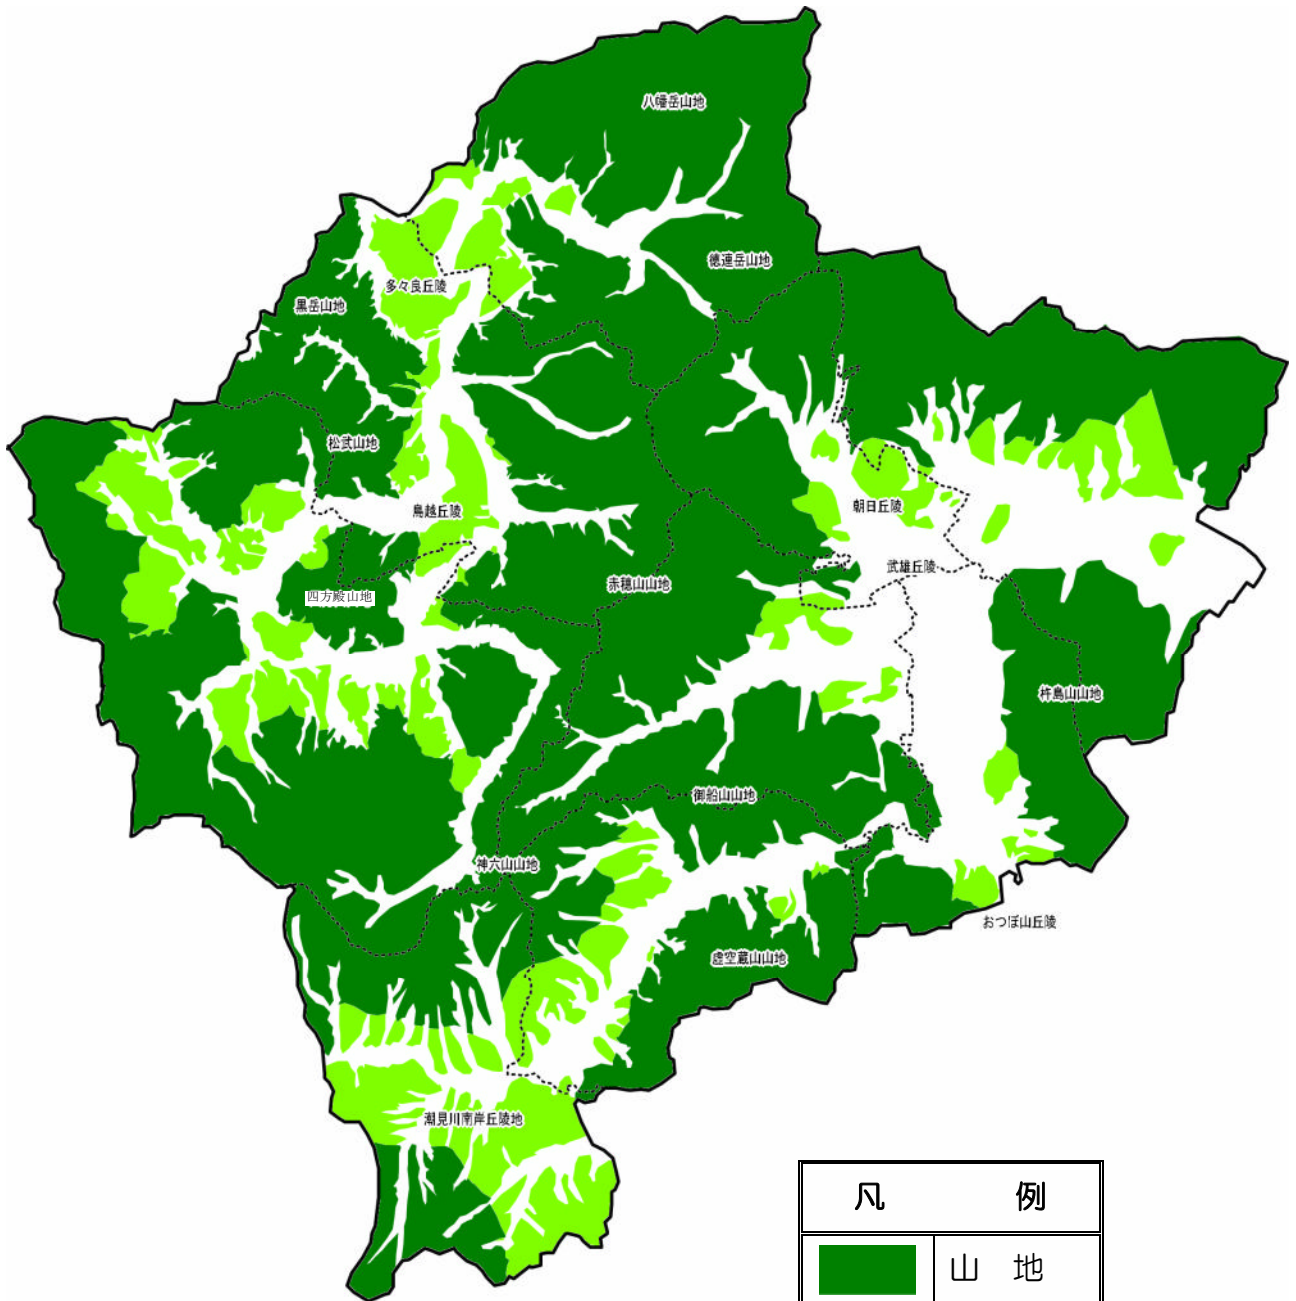 八幡岳山地
徳連岳山地
多々良丘陵
黒岳山地
松武山地
鳥越丘陵
朝日丘陵
武雄丘陵
赤穂山山地
四方殿山地
杵島山山地
御船山山地
神六山山地
おつぼ山丘陵
虚空蔵山山地
潮見川南岸丘陵地
凡　例
山　地